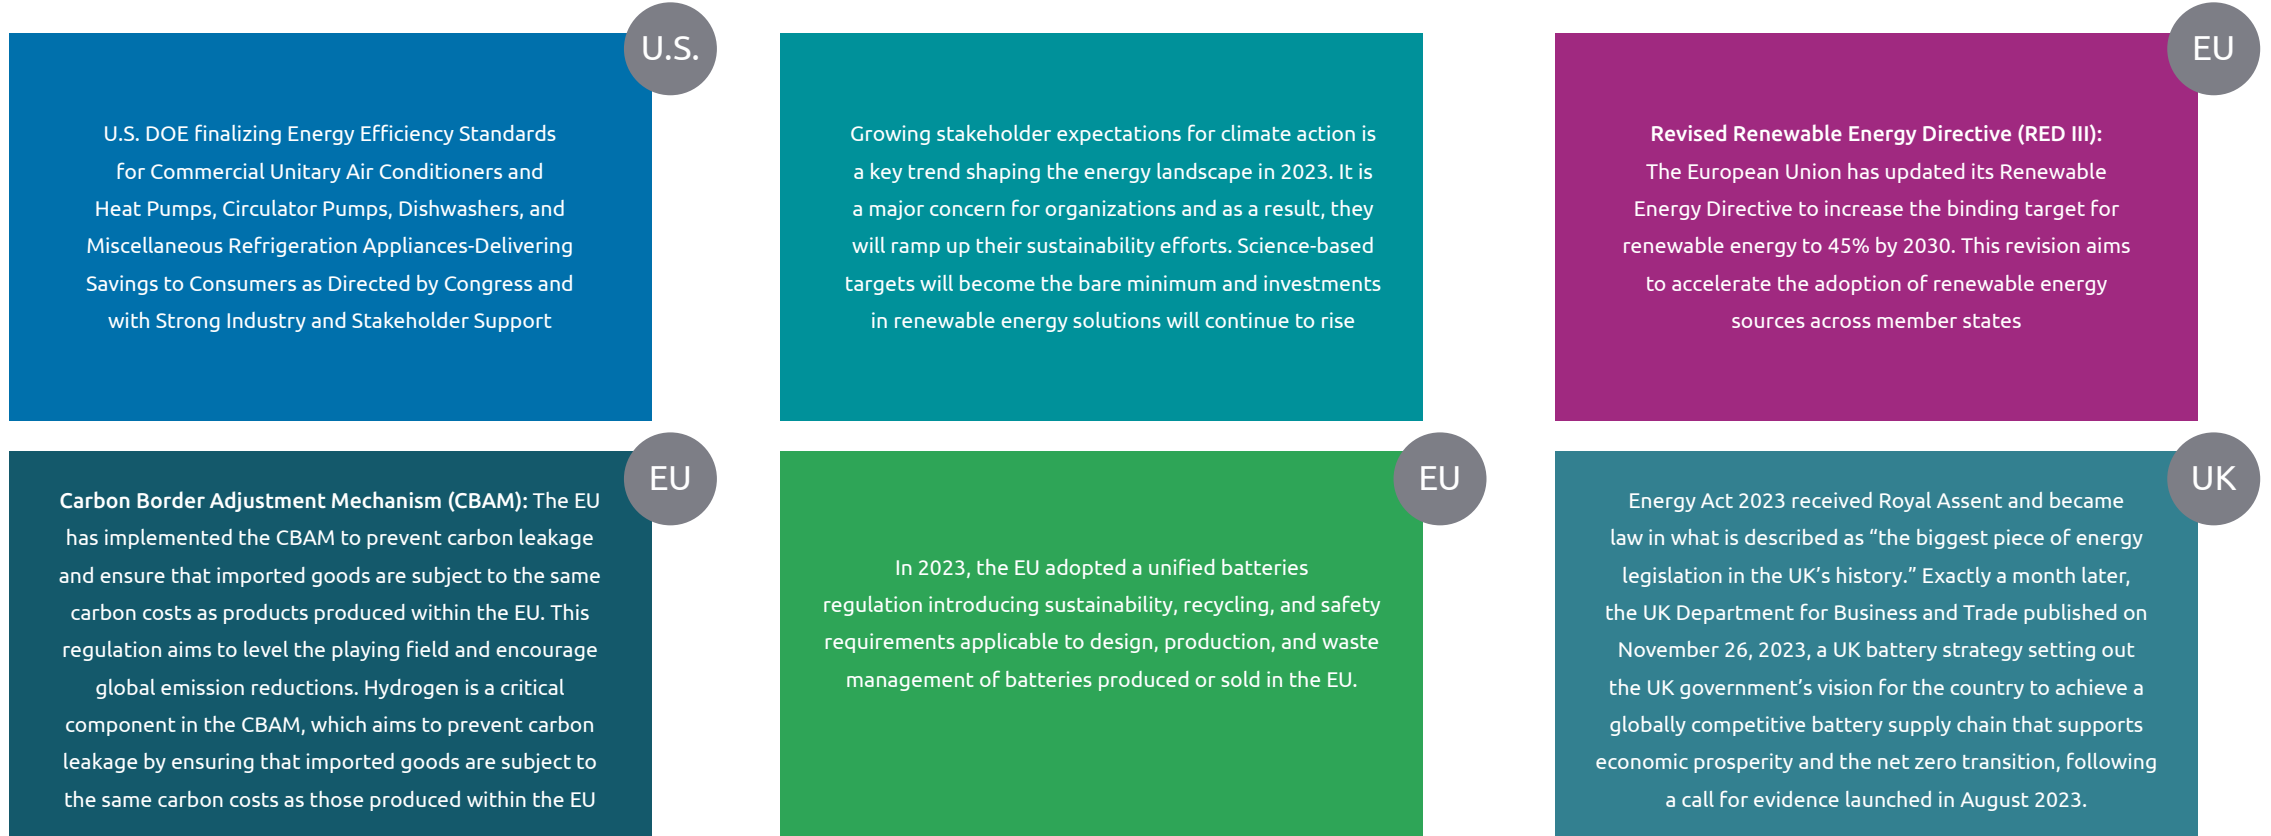 U.S.
U.S. DOE finalizing Energy Efficiency Standards
for Commercial Unitary Air Conditioners and
Heat Pumps, Circulator Pumps, Dishwashers, and
Miscellaneous Refrigeration Appliances-Delivering
Savings to Consumers as Directed by Congress and
with Strong Industry and Stakeholder Support
Growing stakeholder expectations for climate action is
a key trend shaping the energy landscape in 2023. It is
a major concern for organizations and as a result, they
will ramp up their sustainability efforts. Science-based
targets will become the bare minimum and investments
in renewable energy solutions will continue to rise
EU
Revised Renewable Energy Directive (RED III):
The European Union has updated its Renewable
Energy Directive to increase the binding target for
renewable energy to 45% by 2030. This revision aims
to accelerate the adoption of renewable energy
sources across member states
EU
Carbon Border Adjustment Mechanism (CBAM): The EU
has implemented the CBAM to prevent carbon leakage
and ensure that imported goods are subject to the same
carbon costs as products produced within the EU. This
regulation aims to level the playing field and encourage
global emission reductions. Hydrogen is a critical
component in the CBAM, which aims to prevent carbon
leakage by ensuring that imported goods are subject to
the same carbon costs as those produced within the EU
EU
In 2023, the EU adopted a unified batteries
regulation introducing sustainability, recycling, and safety
requirements applicable to design, production, and waste
management of batteries produced or sold in the EU.
UK
Energy Act 2023 received Royal Assent and became
law in what is described as “the biggest piece of energy
legislation in the UK’s history.” Exactly a month later,
the UK Department for Business and Trade published on
November 26, 2023, a UK battery strategy setting out
the UK government’s vision for the country to achieve a
globally competitive battery supply chain that supports
economic prosperity and the net zero transition, following
a call for evidence launched in August 2023.